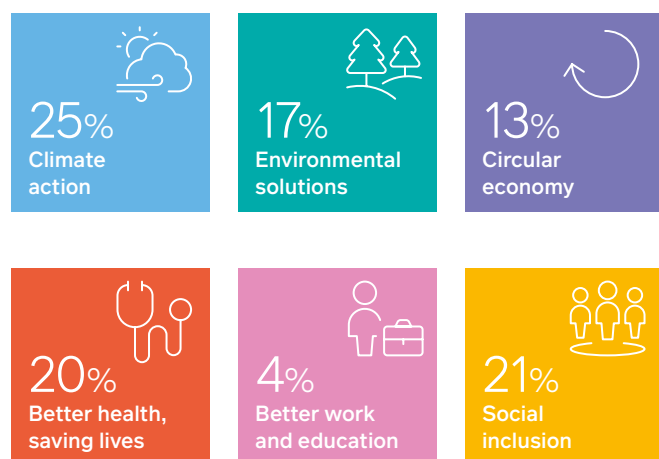 25%
Climate
action
17%
Environmental
solutions
13%
Circular
economy
20%
Better health,
saving lives
4%
Better work
and education
21%
Social
inclusion